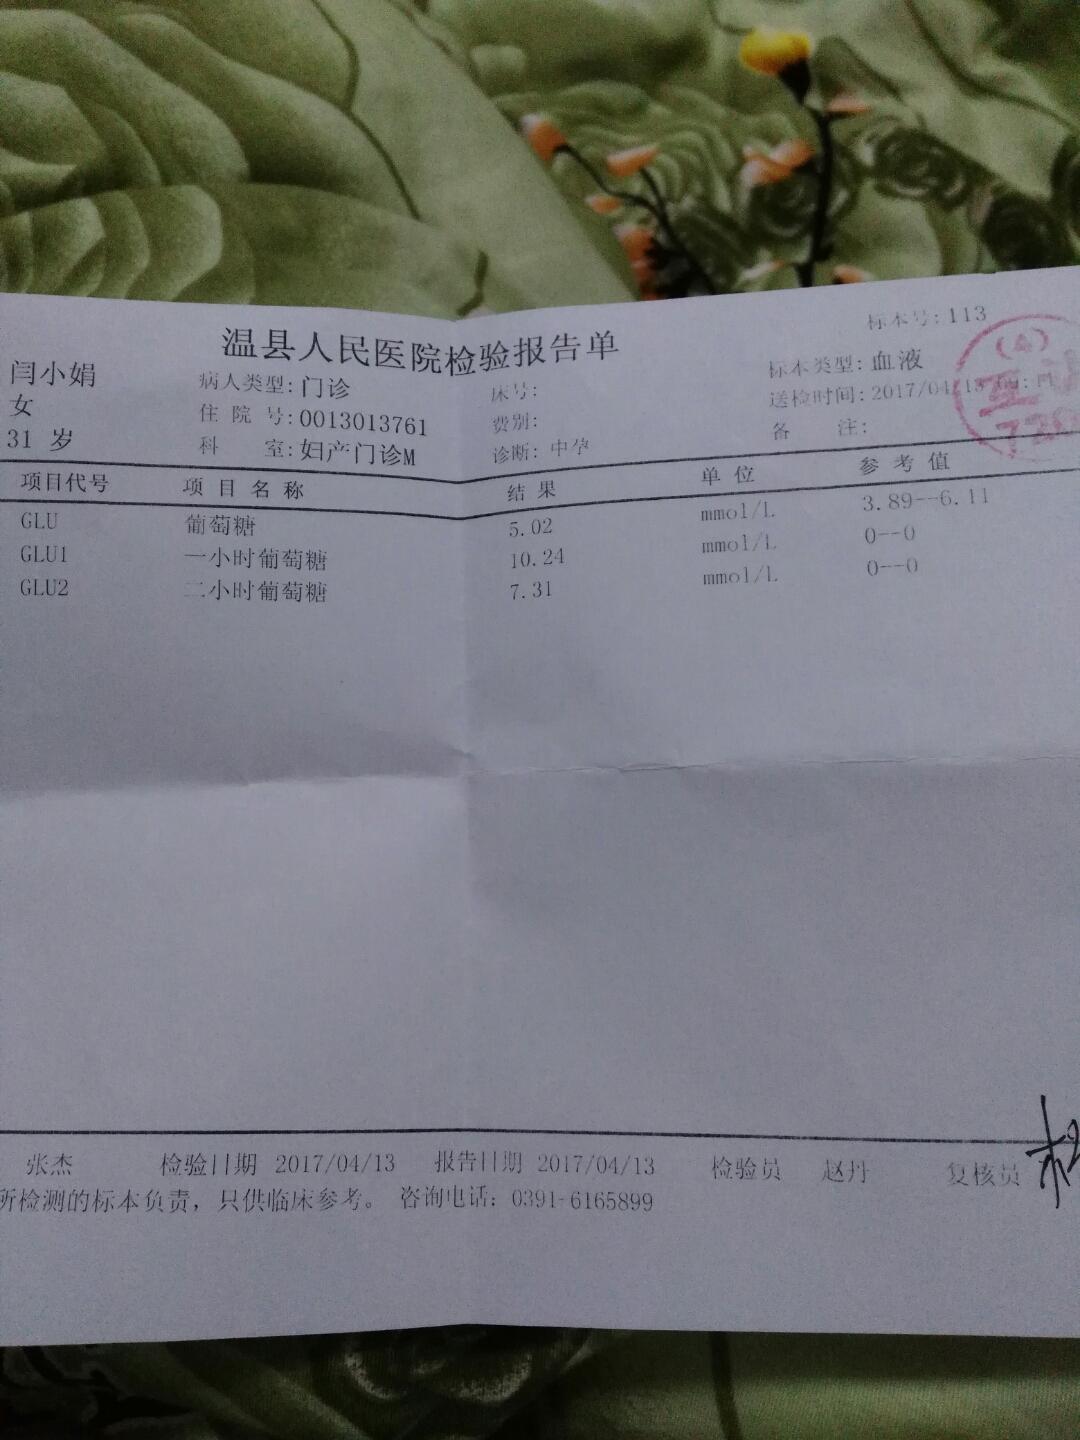 温县人民医院检验报告单
标本号:113
闫小娟
病人类型:门诊
床号:
标本类型:血液
女
住 院 号:0013013761
费别:
送检时间:2017/04/13
31 岁
科 室:妇产门诊M
诊断:中孕
备 注:
项目代号 项 目 名 称 结 果 单 位 参 考 值
GLU 葡萄糖 5.02 mmol/L 3.89--6.11
GLU1 一小时葡萄糖 10.24 mmol/L 0--0
GLU2 二小时葡萄糖 7.31 mmol/L 0--0
张杰 检验日期 2017/04/13 报告日期 2017/04/13 检验员 赵丹 复核员
所检测的标本负责，只供临床参考。 咨询电话：0391-6165899